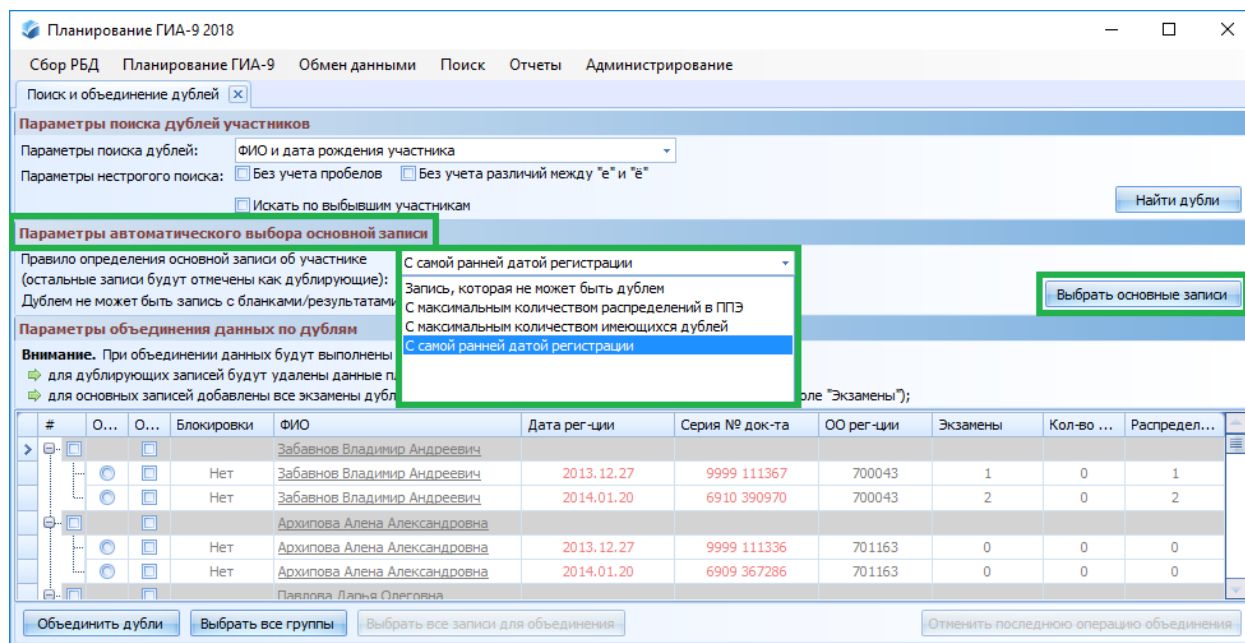 Планирование ГИА-9 2018
Сбор РБД Планирование ГИА-9 Обмен данными Поиск Отчеты Администрирование
Поиск и объединение дублей
Параметры поиска дублей участников
Параметры поиска дублей: ФИО и дата рождения участника
Параметры нестрогого поиска: Без учета пробелов Без учета различий между "е" и "ё"
Искать по выбывшим участникам Найти дубли
Параметры автоматического выбора основной записи
Правило определения основной записи об участнике С самой ранней датой регистрации
(остальные записи будут отмечены как дублирующие): Запись, которая не может быть дублем
Дублем не может быть запись с бланками/результатами С максимальным количеством распределений в ППЭ Выбрать основные записи
Параметры объединения данных по дублям С максимальным количеством имеющихся дублей
С самой ранней датой регистрации
Внимание. При объединении данных будут выполнены
для дублирующих записей будут удалены данные
для основных записей добавлены все экзамены "Экзамены");
# О... О... Блокировки ФИО Дата рег-ции Серия № док-та ОО рег-ции Экзамены Кол-во ... Распредел...
Забавнов Владимир Андреевич
Нет Забавнов Владимир Андреевич 2013.12.27 9999 111367 700043 1 0 1
Нет Забавнов Владимир Андреевич 2014.01.20 6910 390970 700043 2 0 2
Архипова Алена Александровна
Нет Архипова Алена Александровна 2013.12.27 9999 111336 701163 0 0 0
Нет Архипова Алена Александровна 2014.01.20 6909 367286 701163 0 0 0
Павлова Дарья Олеговна
Объединить дубли Выбрать все группы Выбрать все записи для объединения Отменить последнюю операцию объединения